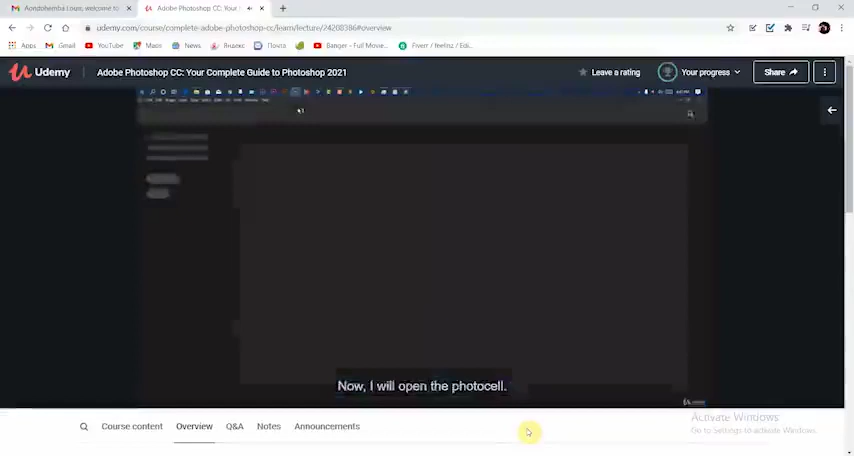 Aondohemba Louis, welcome to
Adobe Photoshop CC: Your
udemy.com/course/complete-adobe-photoshop-cc/learn/lecture/24208386#overview
Apps Gmail YouTube Maps News Яндекс Почта Banger - Full Movie... Fiverr / feelinz / Edi...
Udemy Adobe Photoshop CC: Your Complete Guide to Photoshop 2021 Leave a rating Your progress Share
Now, I will open the photocell.
Course content Overview Q&A Notes Announcements
Activate Windows
Go to Settings to activate Windows.